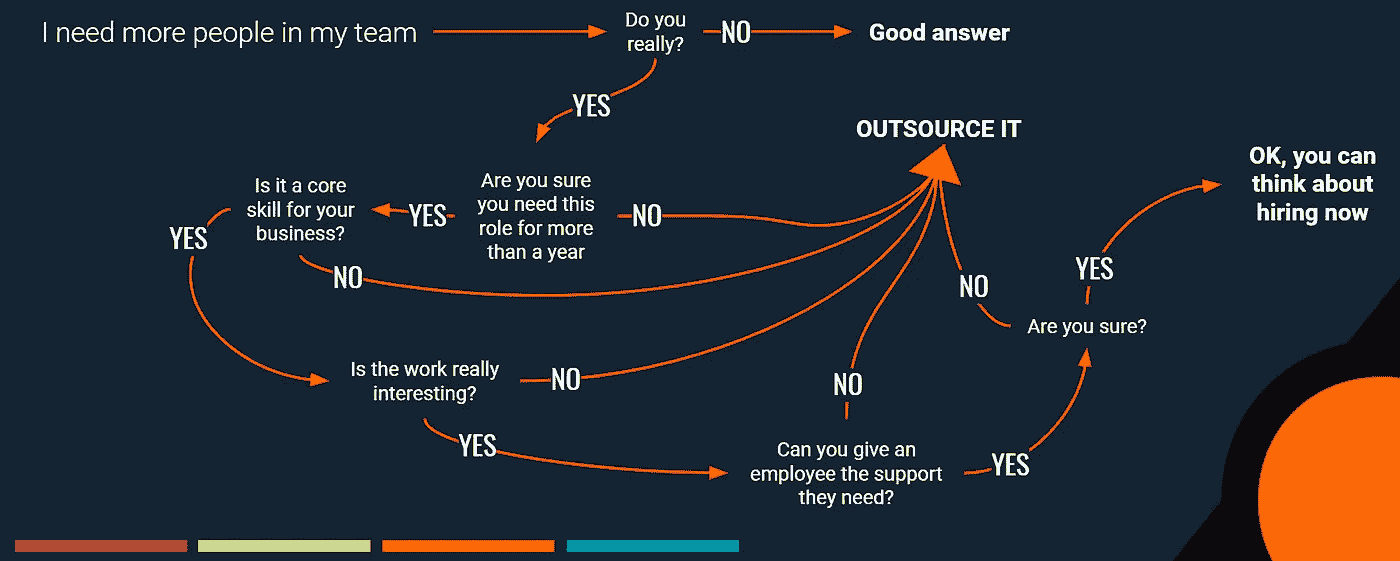 I need more people in my team
Do you
really?
NO
Good answer
YES
OUTSOURCE IT
OK, you can
think about
hiring now
Are you sure
you need this
role for more
than a year
YES
NO
Is it a core
skill for your
business?
YES
NO
Is the work really
interesting?
NO
YES
Can you give an
employee the support
they need?
NO
YES
Are you sure?
NO
YES